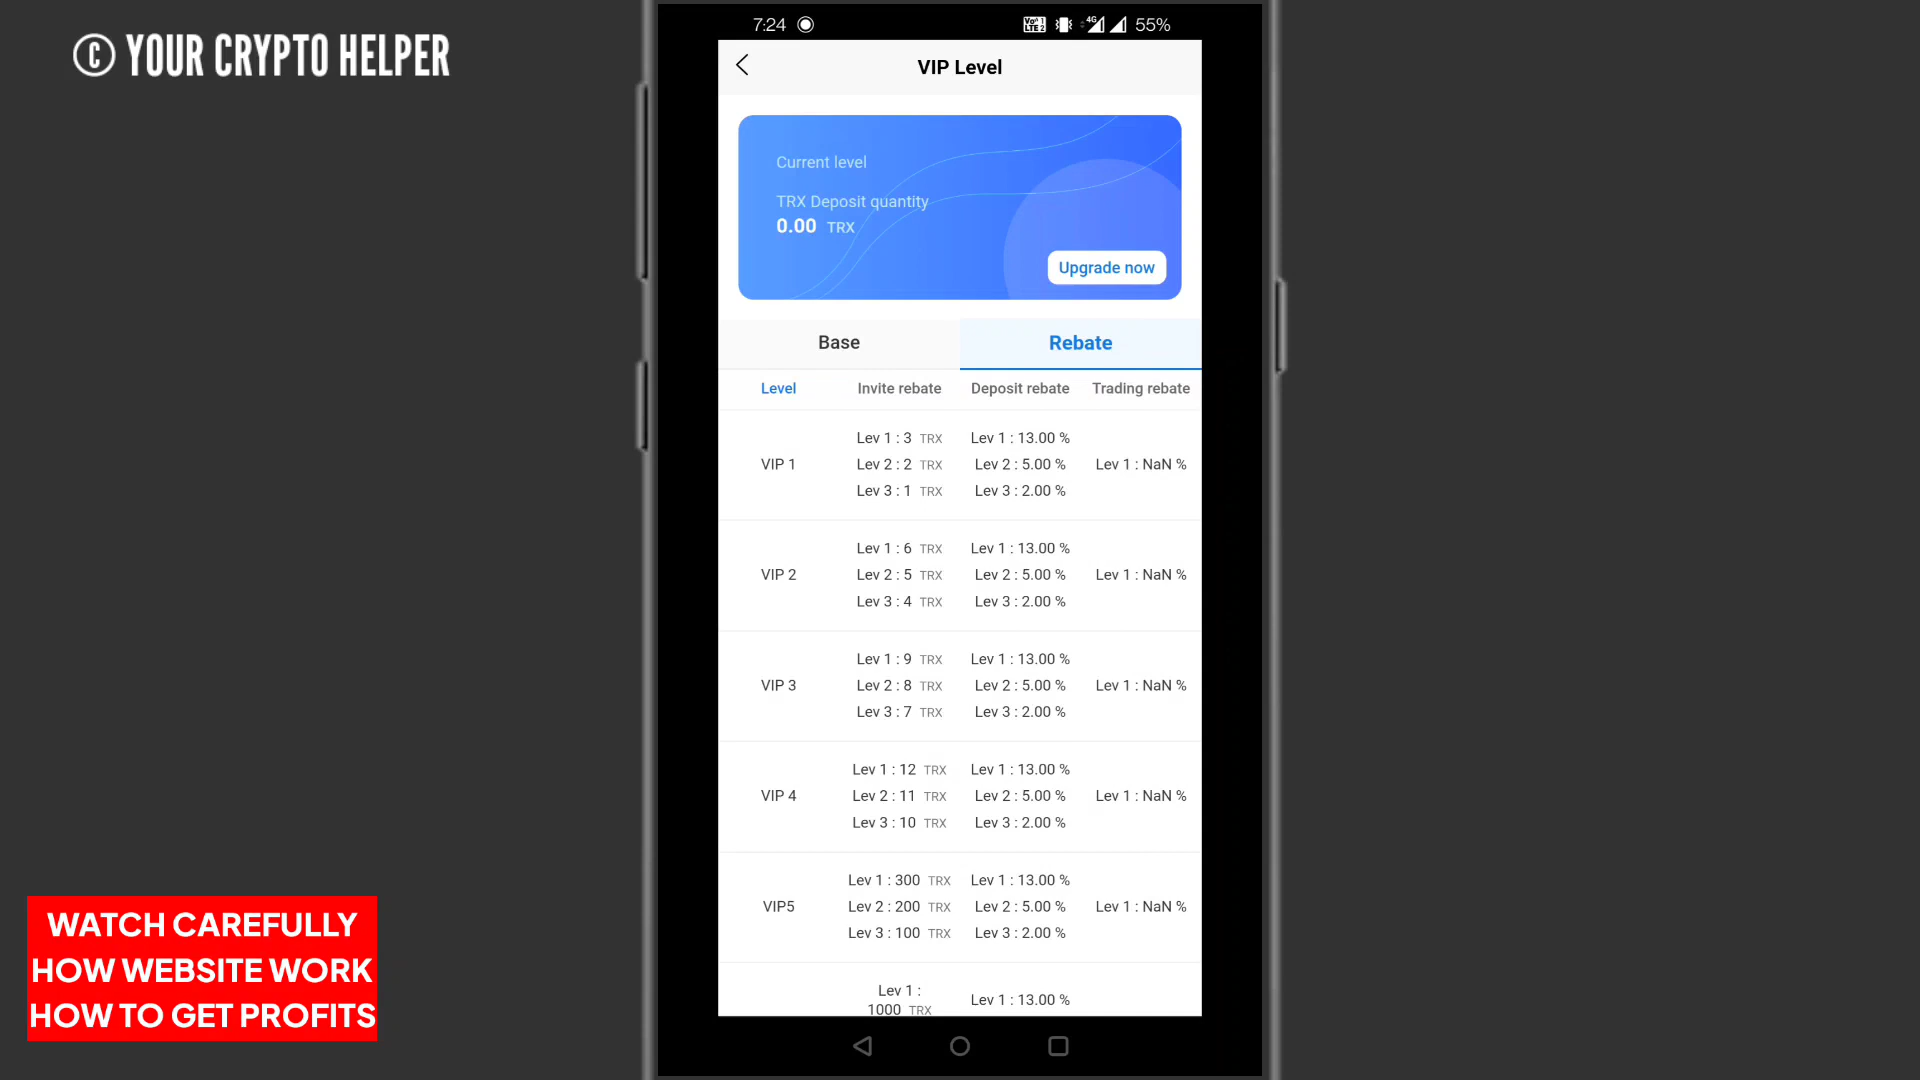 © YOUR CRYPTO HELPER
7:24 Vo¹ LTE 2 4G 55%
VIP Level
Current level
TRX Deposit quantity
0.00 TRX
Upgrade now
Base Rebate
Level Invite rebate Deposit rebate Trading rebate
Lev 1 : 3 TRX Lev 1 : 13.00 %
VIP 1 Lev 2 : 2 TRX Lev 2 : 5.00 % Lev 1 : NaN %
Lev 3 : 1 TRX Lev 3 : 2.00 %
Lev 1 : 6 TRX Lev 1 : 13.00 %
VIP 2 Lev 2 : 5 TRX Lev 2 : 5.00 % Lev 1 : NaN %
Lev 3 : 4 TRX Lev 3 : 2.00 %
Lev 1 : 9 TRX Lev 1 : 13.00 %
VIP 3 Lev 2 : 8 TRX Lev 2 : 5.00 % Lev 1 : NaN %
Lev 3 : 7 TRX Lev 3 : 2.00 %
Lev 1 : 12 TRX Lev 1 : 13.00 %
VIP 4 Lev 2 : 11 TRX Lev 2 : 5.00 % Lev 1 : NaN %
Lev 3 : 10 TRX Lev 3 : 2.00 %
Lev 1 : 300 TRX Lev 1 : 13.00 %
VIP5 Lev 2 : 200 TRX Lev 2 : 5.00 % Lev 1 : NaN %
Lev 3 : 100 TRX Lev 3 : 2.00 %
Lev 1 : Lev 1 : 13.00 %
1000 TRX
WATCH CAREFULLY
HOW WEBSITE WORK
HOW TO GET PROFITS